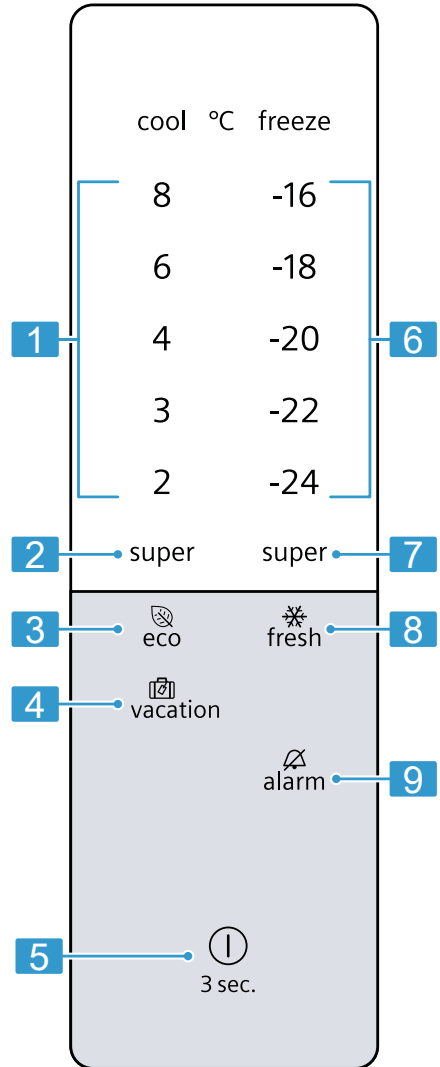 cool °C freeze
8 -16
6 -18
1 4 -20 6
3 -22
2 -24
2 super super 7
3 eco fresh 8
4 vacation
alarm 9
5
3 sec.